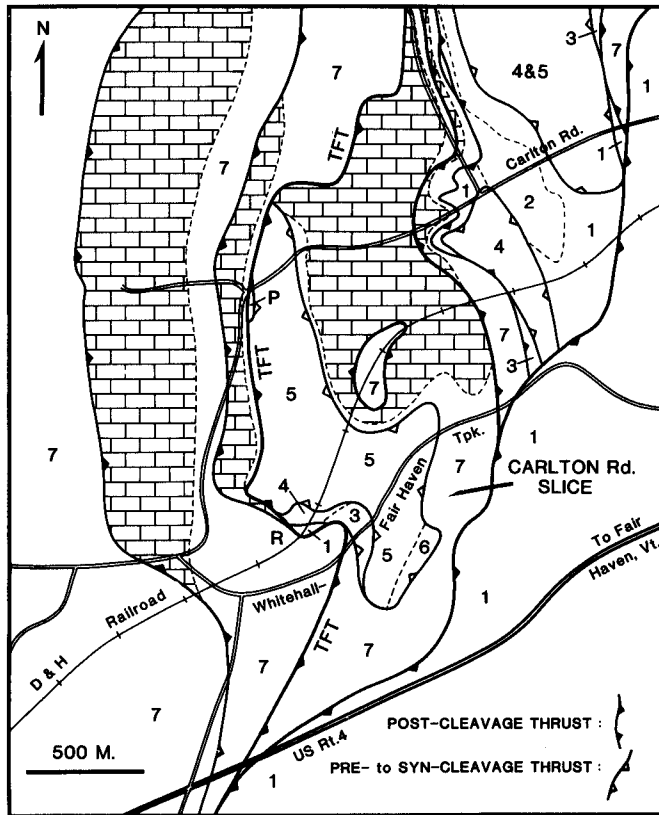 N
3
7
4&5
1
7
TFT
7
Carlton Rd.
1
1
2
4
1
P
TFT
5
7
3
7
5
Tpk.
1
7
CARLTON Rd.
SLICE
Fair Haven
4
3
R
1
5
6
To Fair
Haven, Vt.
Railroad
Whitehall
1
D & H
TFT
7
7
7
POST-CLEAVAGE THRUST :
US Rt.4
500 M.
PRE- to SYN-CLEAVAGE THRUST :
1